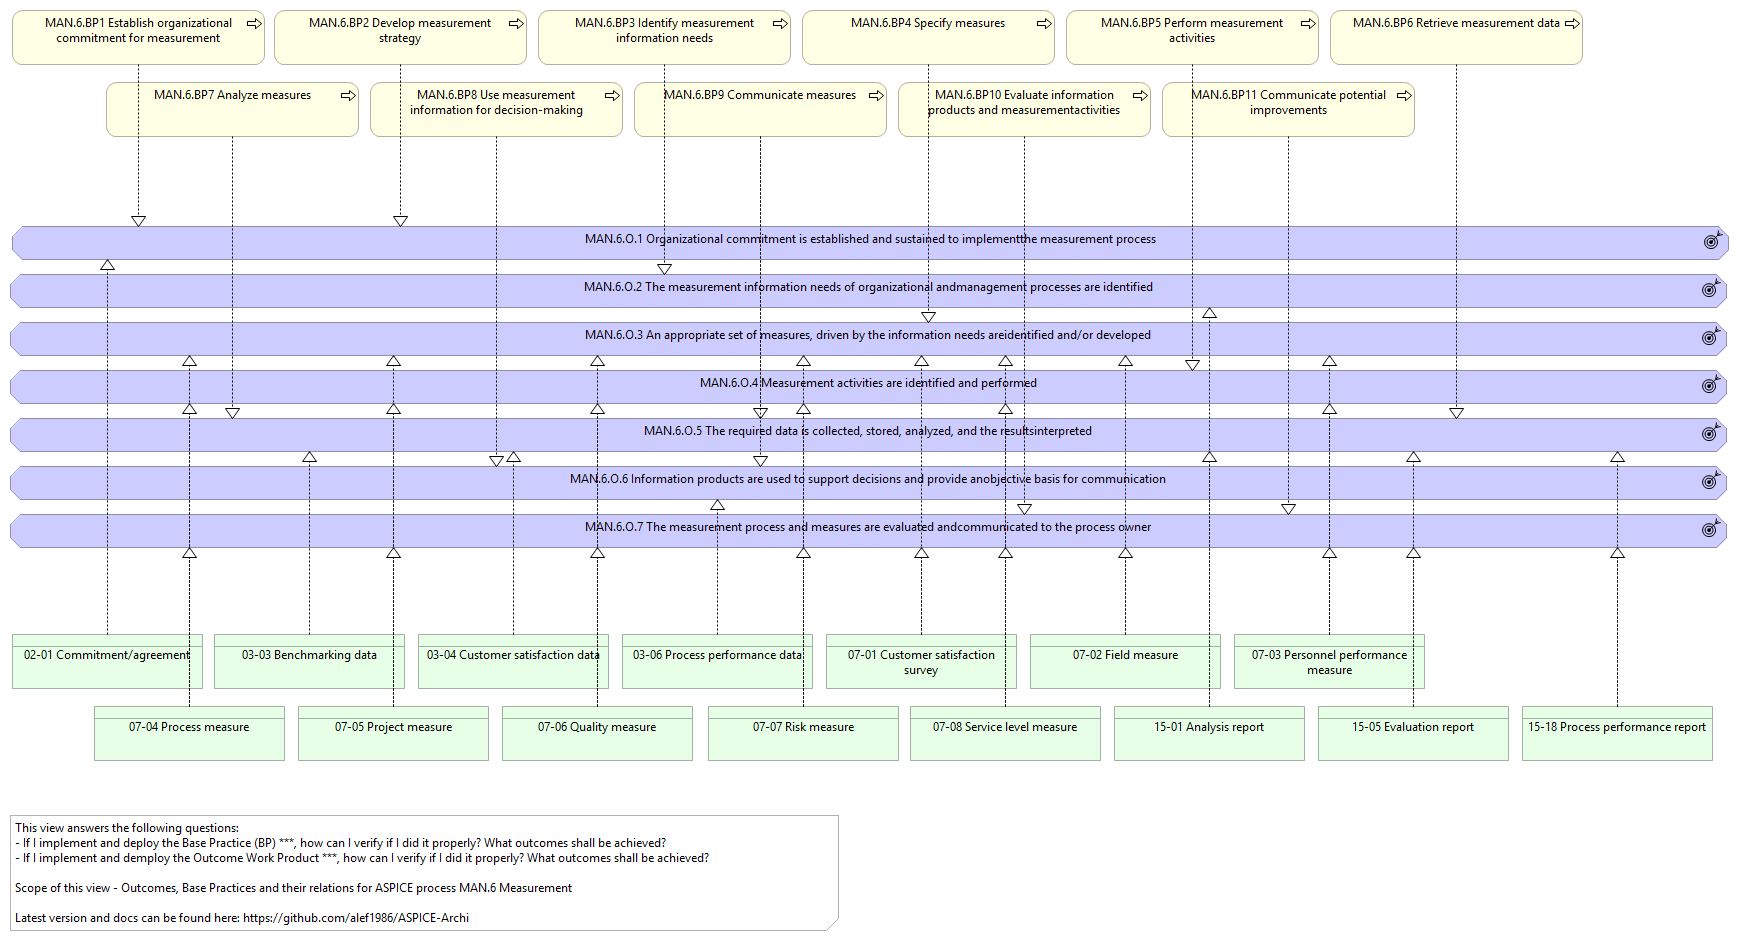 MAN.6.BP1 Establish organizational
commitment for measurement
MAN.6.BP2 Develop measurement
strategy
MAN.6.BP3 Identify measurement
information needs
MAN.6.BP4 Specify measures
MAN.6.BP5 Perform measurement
activities
MAN.6.BP6 Retrieve measurement data
MAN.6.BP7 Analyze measures
MAN.6.BP8 Use measurement
information for decision-making
MAN.6.BP9 Communicate measures
MAN.6.BP10 Evaluate information
products and measurementactivities
MAN.6.BP11 Communicate potential
improvements
MAN.6.O.1 Organizational commitment is established and sustained to implementthe measurement process
MAN.6.O.2 The measurement information needs of organizational andmanagement processes are identified
MAN.6.O.3 An appropriate set of measures, driven by the information needs areidentified and/or developed
MAN.6.O.4 Measurement activities are identified and performed
MAN.6.O.5 The required data is collected, stored, analyzed, and the resultsinterpreted
MAN.6.O.6 Information products are used to support decisions and provide anobjective basis for communication
MAN.6.O.7 The measurement process and measures are evaluated andcommunicated to the process owner
02-01 Commitment/agreement
03-03 Benchmarking data
03-04 Customer satisfaction data
03-06 Process performance data
07-01 Customer satisfaction
survey
07-02 Field measure
07-03 Personnel performance
measure
07-04 Process measure
07-05 Project measure
07-06 Quality measure
07-07 Risk measure
07-08 Service level measure
15-01 Analysis report
15-05 Evaluation report
15-18 Process performance report
This view answers the following questions:
- If I implement and deploy the Base Practice (BP) ***, how can I verify if I did it properly? What outcomes shall be achieved?
- If I implement and demploy the Outcome Work Product ***, how can I verify if I did it properly? What outcomes shall be achieved?
Scope of this view - Outcomes, Base Practices and their relations for ASPICE process MAN.6 Measurement
Latest version and docs can be found here: https://github.com/alef1986/ASPICE-Archi